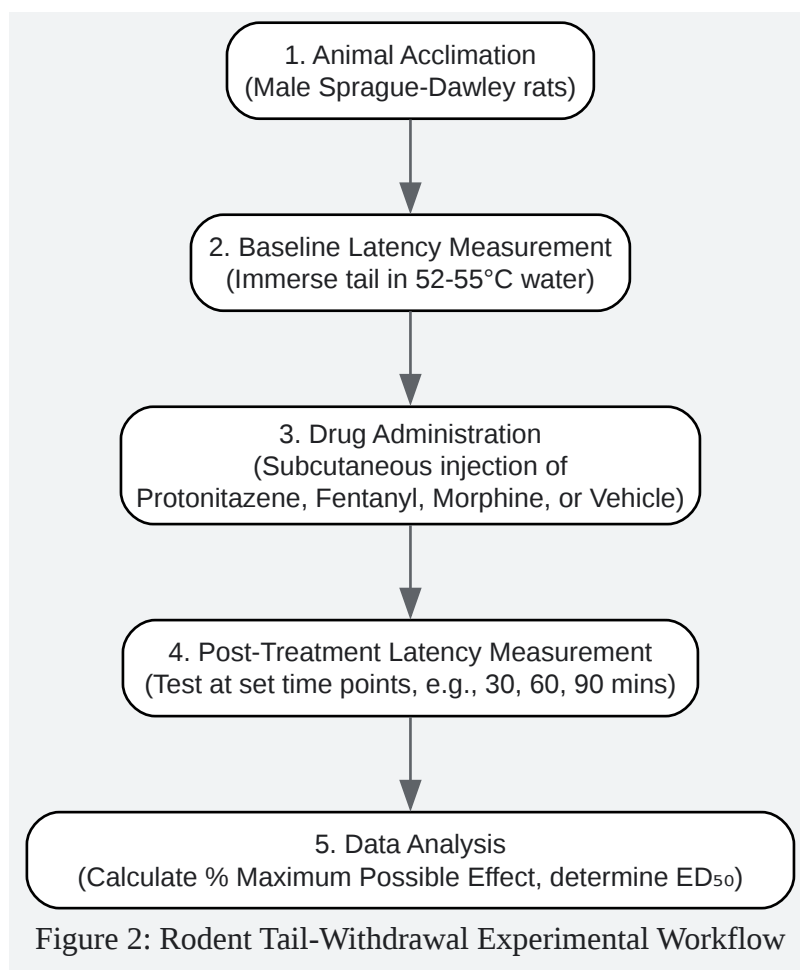 1. Animal Acclimation
(Male Sprague-Dawley rats)
2. Baseline Latency Measurement
(Immerse tail in 52-55°C water)
3. Drug Administration
(Subcutaneous injection of
Protonitazene, Fentanyl, Morphine, or Vehicle)
4. Post-Treatment Latency Measurement
(Test at set time points, e.g., 30, 60, 90 mins)
5. Data Analysis
(Calculate % Maximum Possible Effect, determine ED₅₀)
Figure 2: Rodent Tail-Withdrawal Experimental Workflow